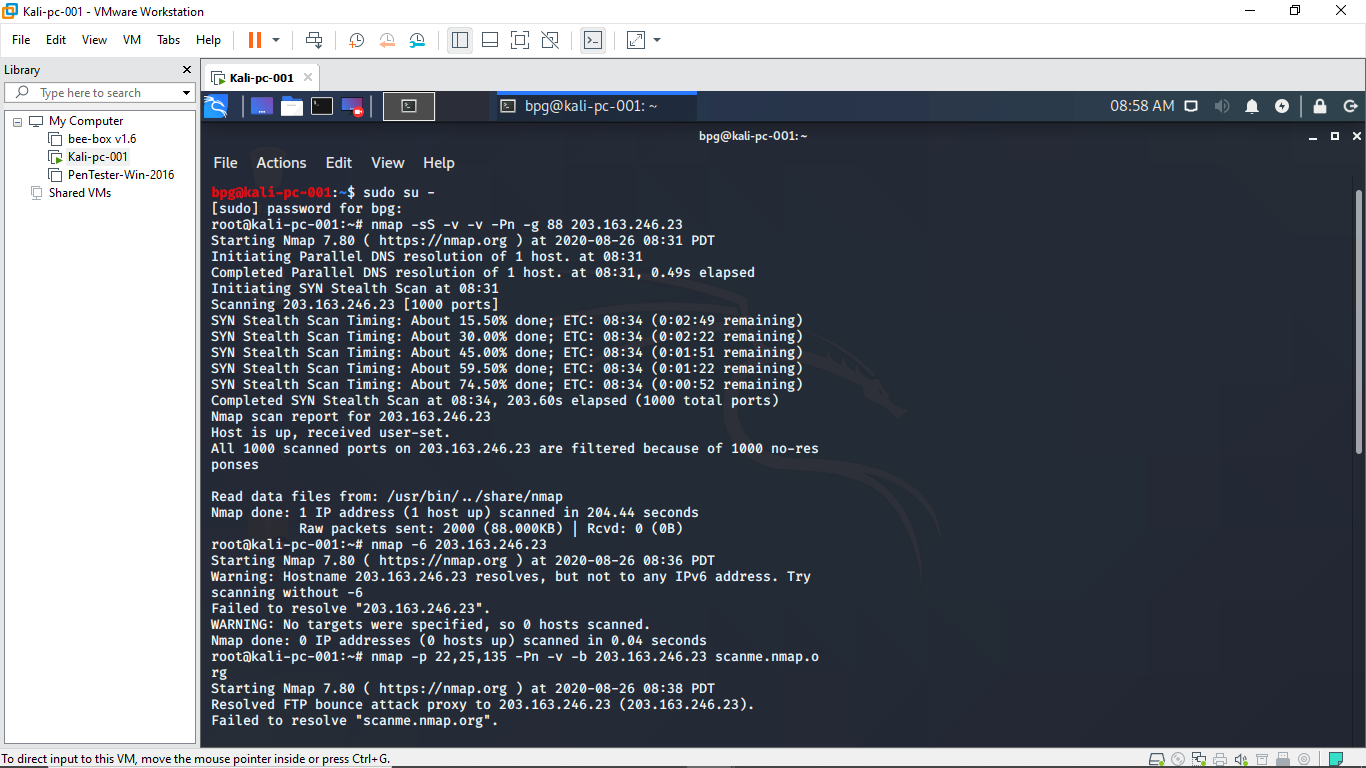 Kali-pc-001 - VMware Workstation
File Edit View VM Tabs Help
Library
Type here to search
My Computer
bee-box v1.6
Kali-pc-001
PenTester-Win-2016
Shared VMs
Kali-pc-001
bpg@kali-pc-001: ~
08:58 AM
bpg@kali-pc-001: ~
File Actions Edit View Help
bpg@kali-pc-001:~$ sudo su -
[sudo] password for bpg:
root@kali-pc-001:~# nmap -sS -v -v -Pn -g 88 203.163.246.23
Starting Nmap 7.80 ( https://nmap.org ) at 2020-08-26 08:31 PDT
Initiating Parallel DNS resolution of 1 host. at 08:31
Completed Parallel DNS resolution of 1 host. at 08:31, 0.49s elapsed
Initiating SYN Stealth Scan at 08:31
Scanning 203.163.246.23 [1000 ports]
SYN Stealth Scan Timing: About 15.50% done; ETC: 08:34 (0:02:49 remaining)
SYN Stealth Scan Timing: About 30.00% done; ETC: 08:34 (0:02:22 remaining)
SYN Stealth Scan Timing: About 45.00% done; ETC: 08:34 (0:01:51 remaining)
SYN Stealth Scan Timing: About 59.50% done; ETC: 08:34 (0:01:22 remaining)
SYN Stealth Scan Timing: About 74.50% done; ETC: 08:34 (0:00:52 remaining)
Completed SYN Stealth Scan at 08:34, 203.60s elapsed (1000 total ports)
Nmap scan report for 203.163.246.23
Host is up, received user-set.
All 1000 scanned ports on 203.163.246.23 are filtered because of 1000 no-res
ponses
Read data files from: /usr/bin/../share/nmap
Nmap done: 1 IP address (1 host up) scanned in 204.44 seconds
Raw packets sent: 2000 (88.000KB) | Rcvd: 0 (0B)
root@kali-pc-001:~# nmap -6 203.163.246.23
Starting Nmap 7.80 ( https://nmap.org ) at 2020-08-26 08:36 PDT
Warning: Hostname 203.163.246.23 resolves, but not to any IPv6 address. Try
scanning without -6
Failed to resolve "203.163.246.23".
WARNING: No targets were specified, so 0 hosts scanned.
Nmap done: 0 IP addresses (0 hosts up) scanned in 0.04 seconds
root@kali-pc-001:~# nmap -p 22,25,135 -Pn -v -b 203.163.246.23 scanme.nmap.o
rg
Starting Nmap 7.80 ( https://nmap.org ) at 2020-08-26 08:38 PDT
Resolved FTP bounce attack proxy to 203.163.246.23 (203.163.246.23).
Failed to resolve "scanme.nmap.org".
To direct input to this VM, move the mouse pointer inside or press Ctrl+G.